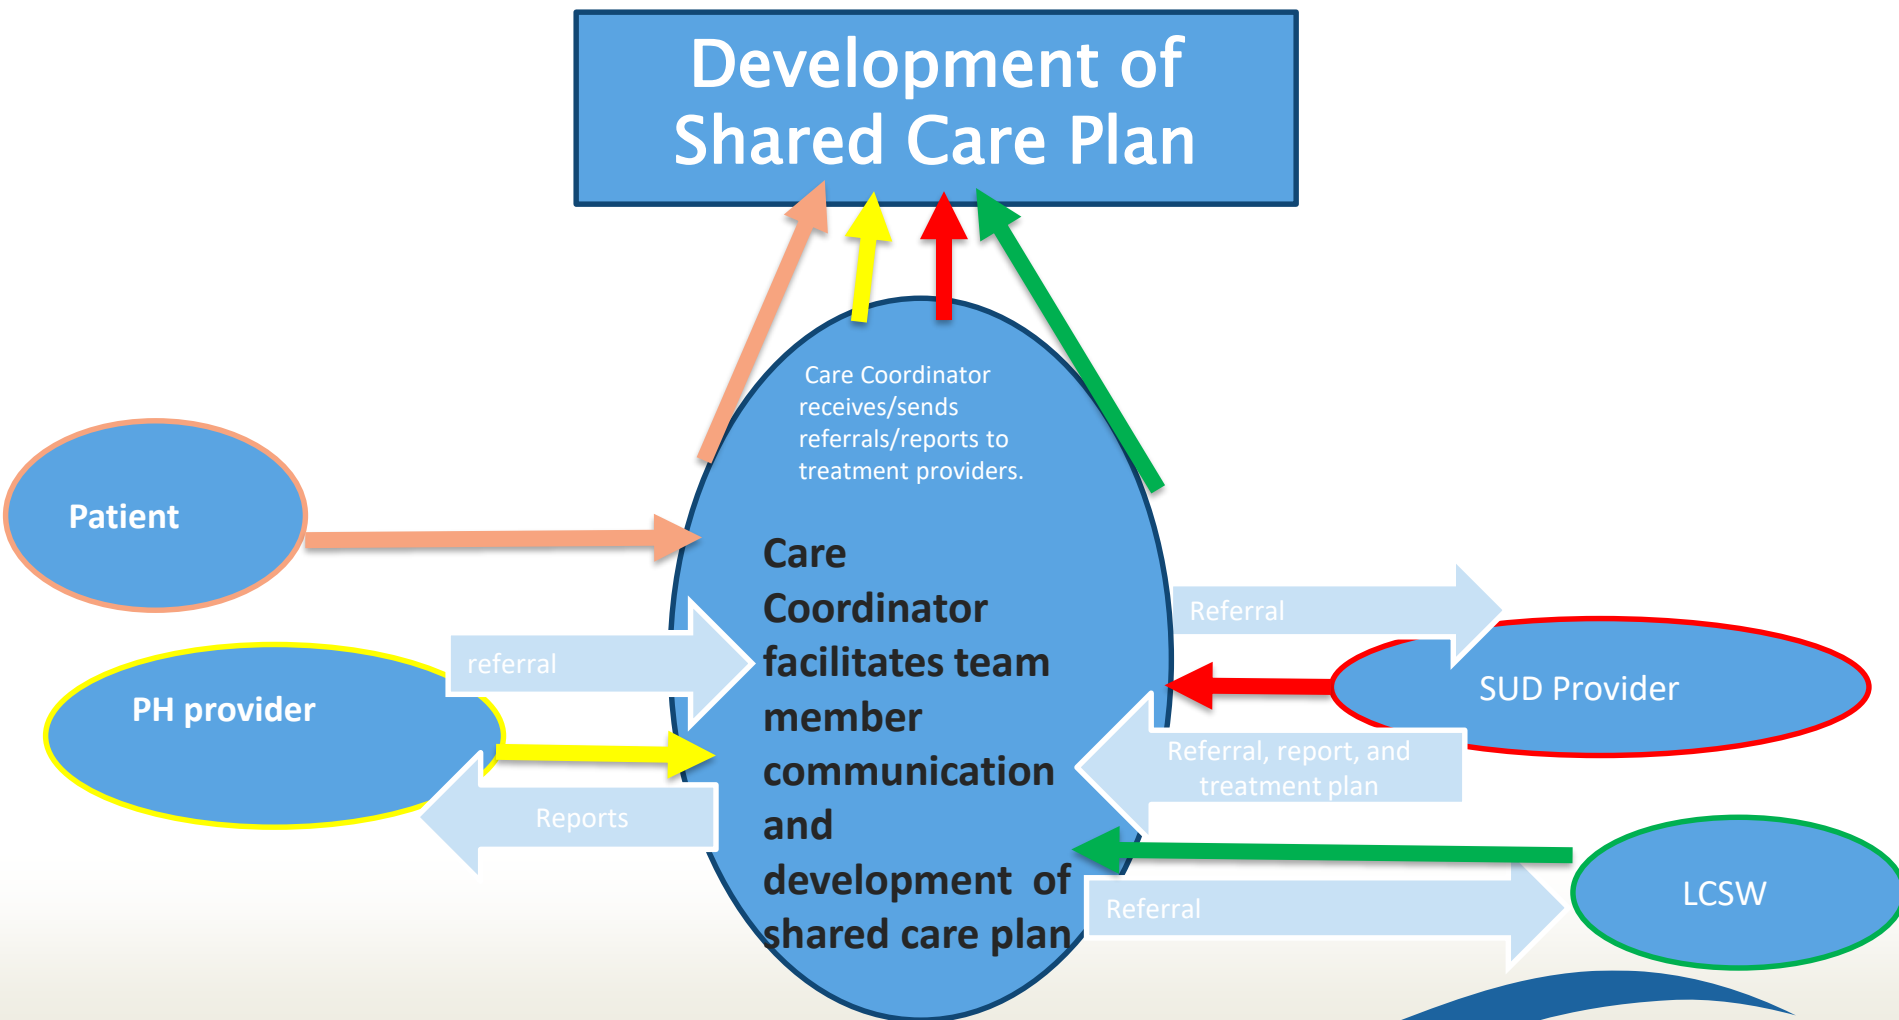 Development of
Shared Care Plan
Care Coordinator
receives/sends
referrals/reports to
treatment providers.
Patient
Care
Coordinator
facilitates team
member
communication
and
development of
shared care plan
referral
PH provider
Reports
Referral
SUD Provider
Referral, report, and
treatment plan
LCSW
Referral